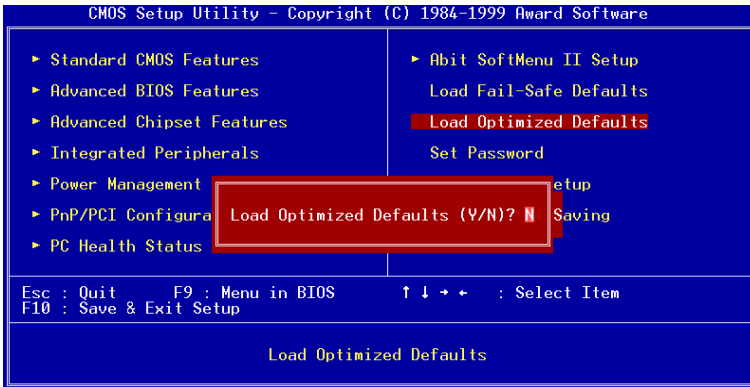 CMOS Setup Utility - Copyright (C) 1984-1999 Award Software
► Standard CMOS Features
► Advanced BIOS Features
► Advanced Chipset Features
► Integrated Peripherals
► Power Management
► PnP/PCI Configura
► PC Health Status
► Abit SoftMenu II Setup
Load Fail-Safe Defaults
Load Optimized Defaults
Set Password
etup
Saving
Load Optimized Defaults (Y/N)? N
Esc : Quit F9 : Menu in BIOS ↑ ↓ → ← : Select Item
F10 : Save & Exit Setup
Load Optimized Defaults